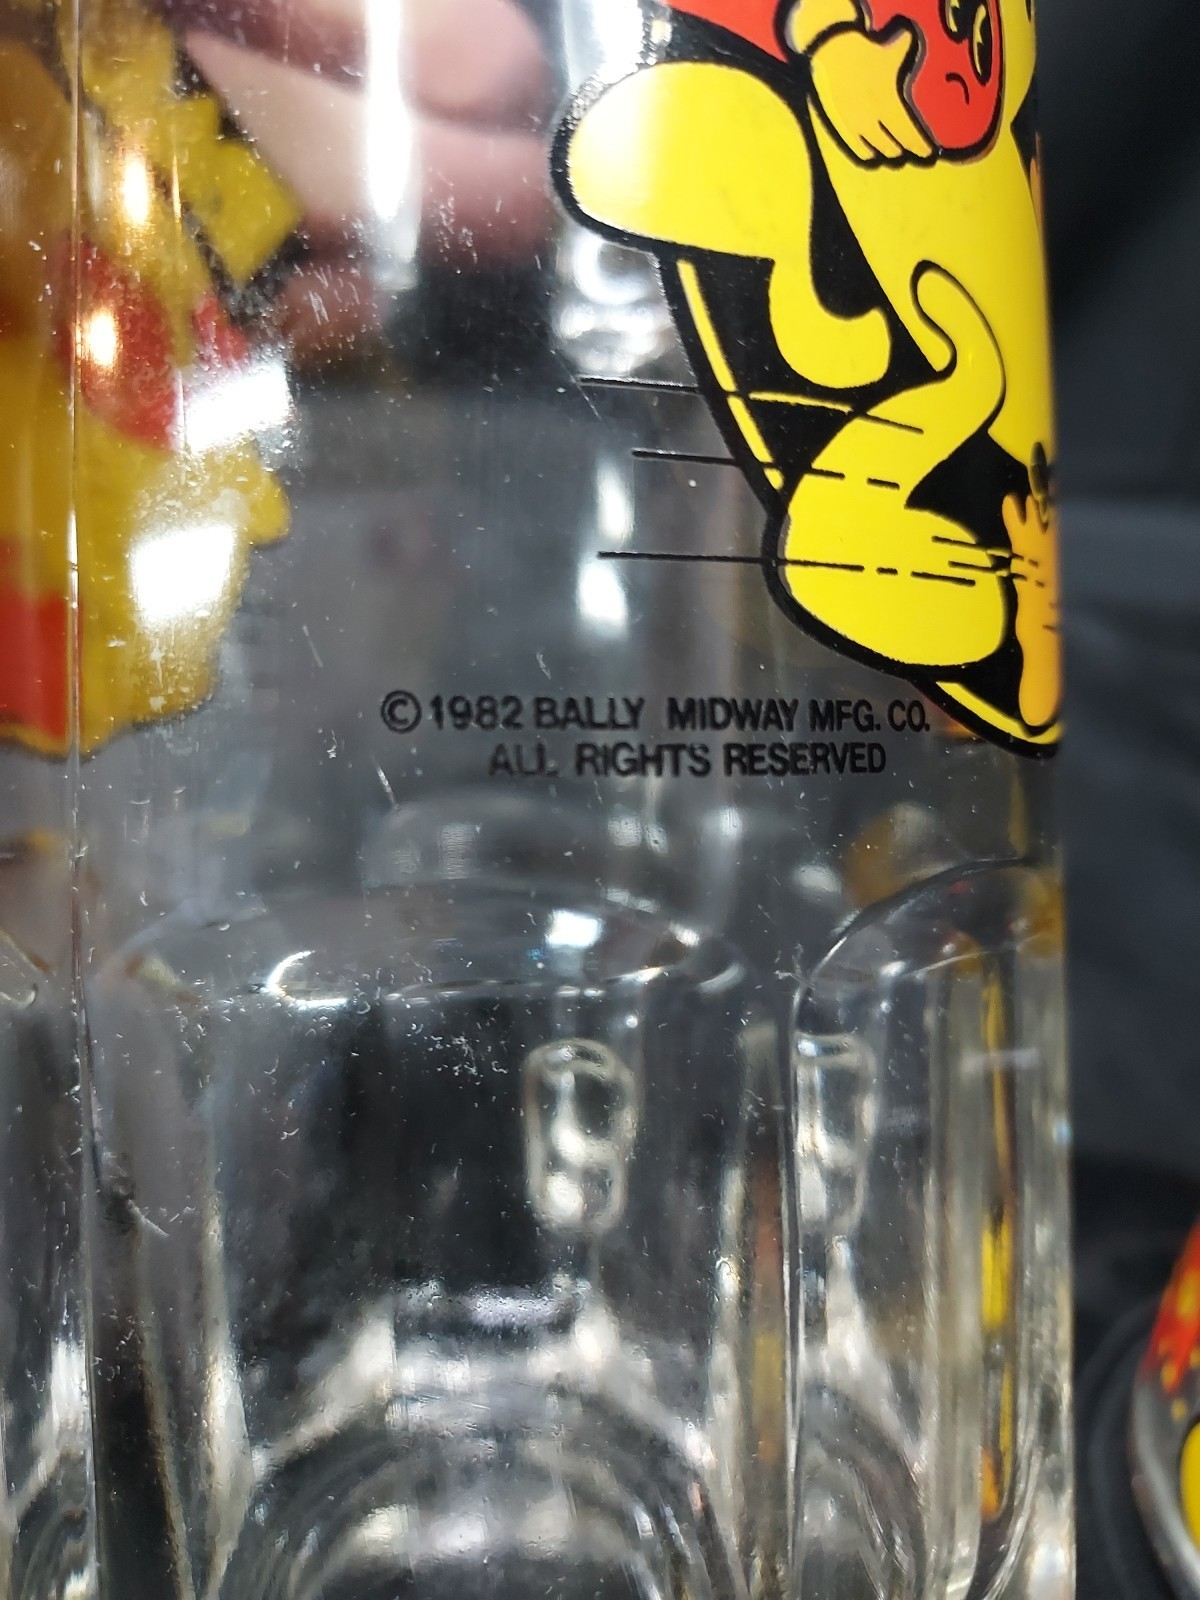 © 1982 BALLY MIDWAY MFG. CO.
ALL RIGHTS RESERVED